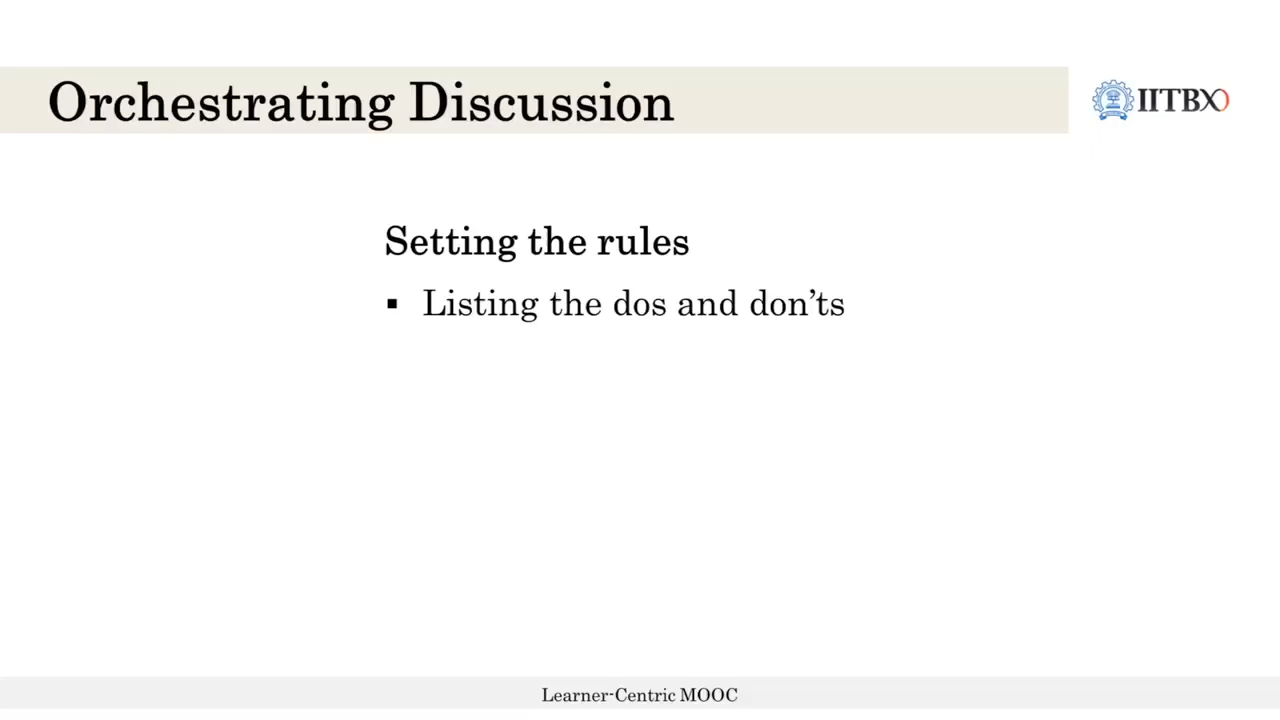 Orchestrating Discussion
IITBX
Setting the rules
▪ Listing the dos and don’ts
Learner-Centric MOOC